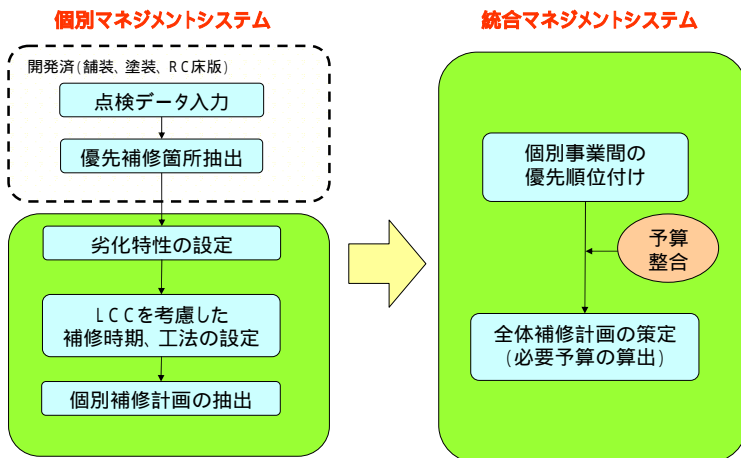 個別マネジメントシステム
開発済(舗装、塗装、RC床版)
点検データ入力
優先補修箇所抽出
劣化特性の設定
LCCを考慮した
補修時期、工法の設定
個別補修計画の抽出
統合マネジメントシステム
個別事業間の
優先順位付け
予算
整合
全体補修計画の策定
(必要予算の算出)